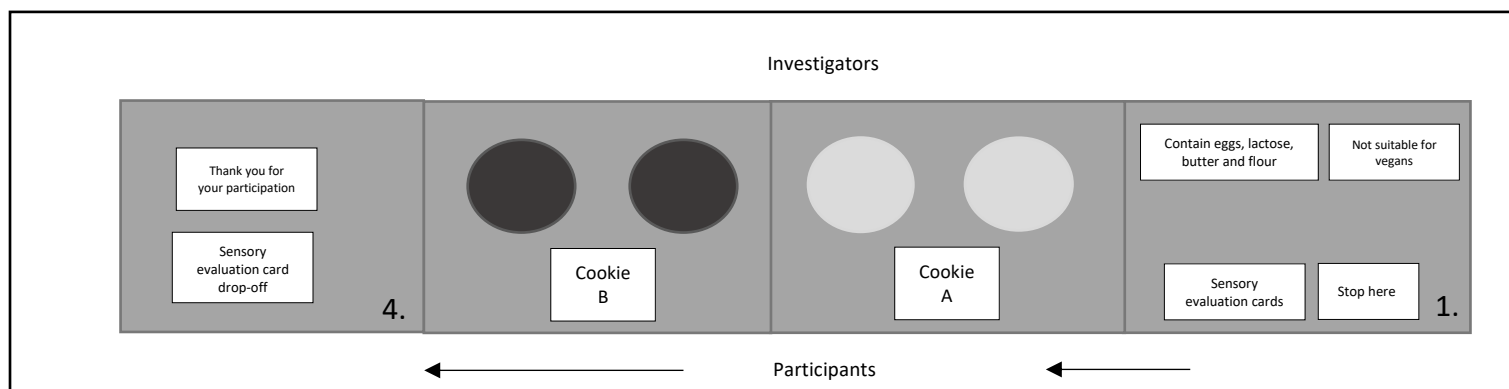 Investigators
Thank you for
your participation
Sensory
evaluation card
drop-off
4.
Cookie
B
Cookie
A
Contain eggs, lactose,
butter and flour
Not suitable for
vegans
Sensory
evaluation cards
Stop here
1.
Participants